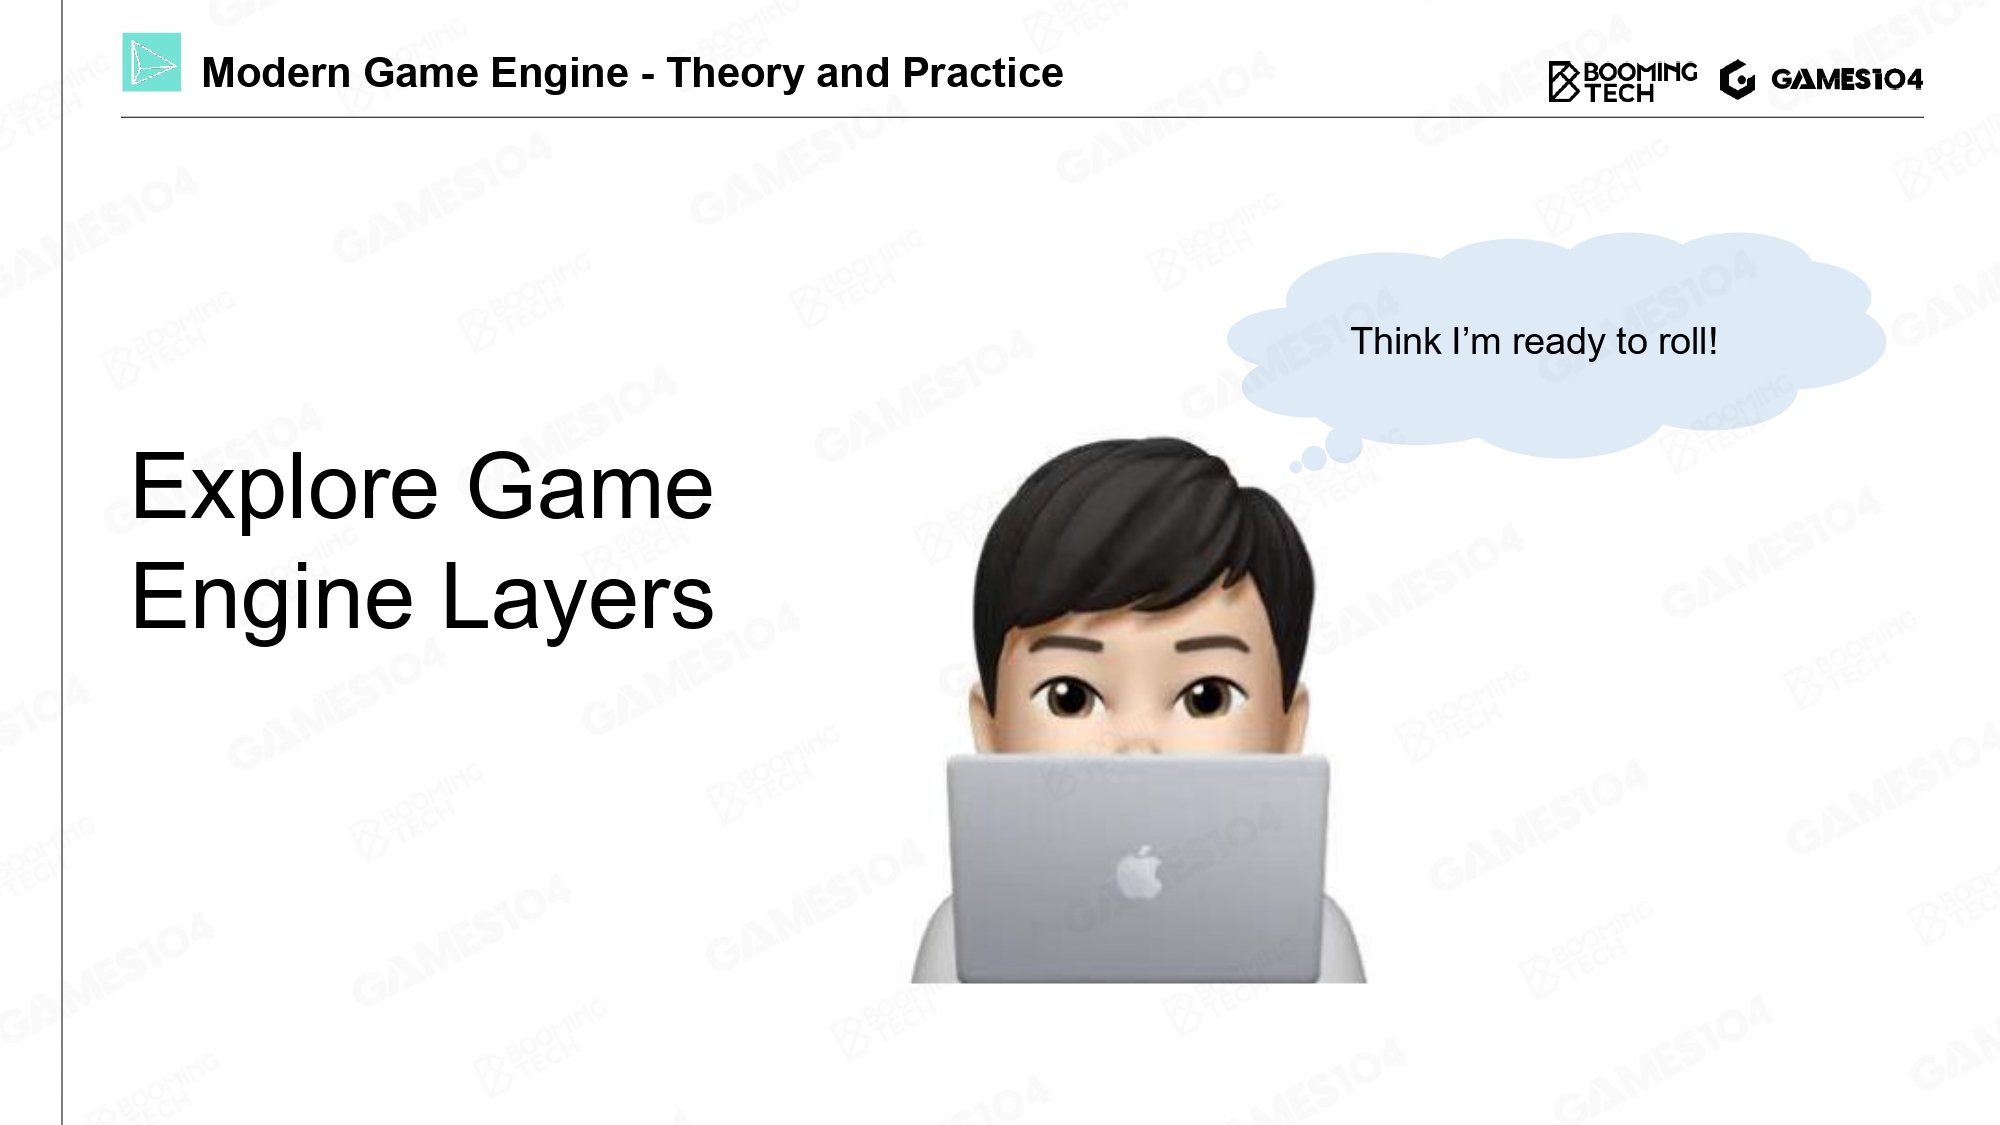 Modern Game Engine - Theory and Practice
BOOMING
TECH
GAMES104
Think I’m ready to roll!
Explore Game
Engine Layers